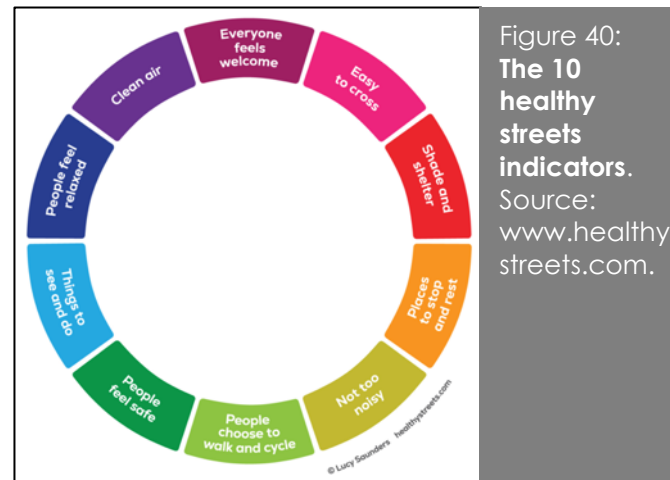 Everyone
feels
welcome
Easy
to cross
Shade and
shelter
Places
to stop
and rest
Not too
noisy
People
choose to
walk and cycle
People
feel safe
Things to
see and do
People feel
relaxed
Clean air
© Lucy Saunders healthystreets.com
Figure 40:
The 10
healthy
streets
indicators.
Source:
www.healthy
streets.com.